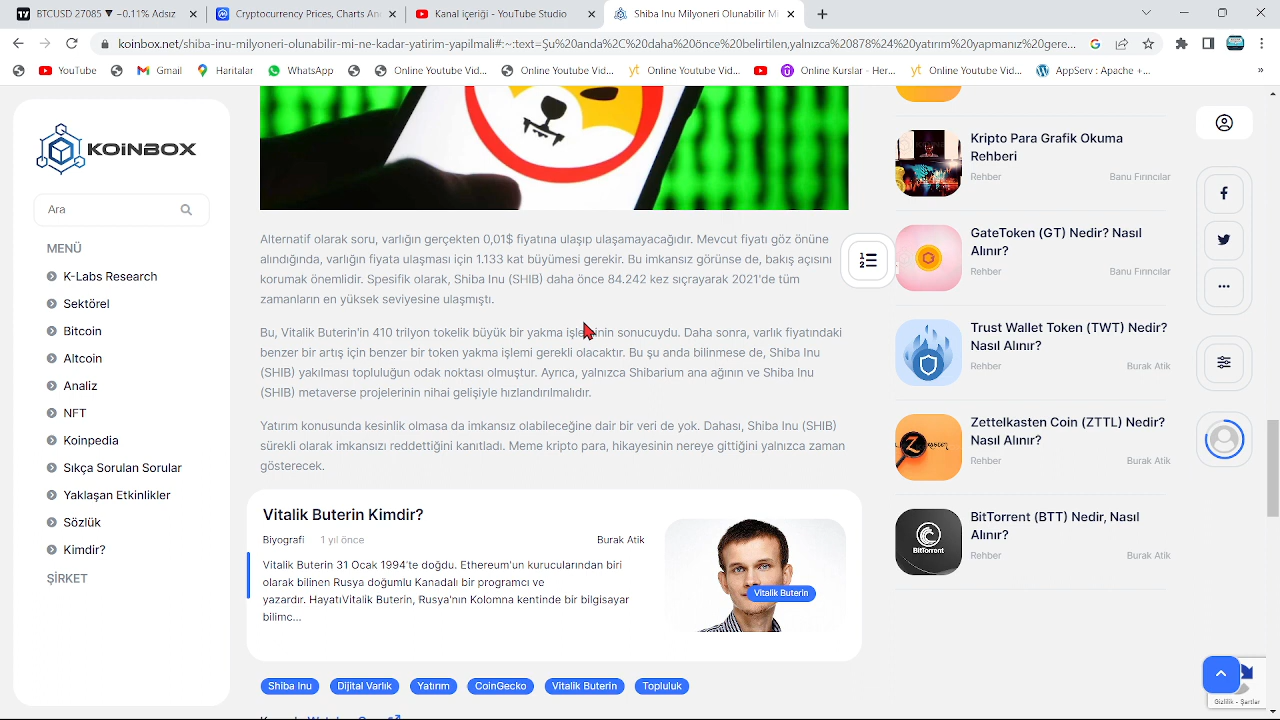 BTCUSD 27085 ▼ −0.11% Adsız
Cryptocurrency Chart Analysis
Kanal İçeriği - YouTube Studio
Shiba Inu Milyoneri Olunabilir Mi
koinbox.net/shiba-inu-milyoneri-olunabilir-mi-ne-kadar-yatirim-yapilmali#:~:text=Şu%20an%2C%20daha%20önce%20belirtilen,yalnızca%20878%24%20yatırım%20yapmanız%20gere...
YouTube
Gmail
Haritalar
WhatsApp
Online Youtube Vid...
Online Youtube Vid...
Online Youtube Vid...
Online Kurslar - Her...
Online Youtube Vid...
AppServ : Apache +...
KOINBOX
Ara
MENÜ
K-Labs Research
Sektörel
Bitcoin
Altcoin
Analiz
NFT
Koinpedia
Sıkça Sorulan Sorular
Yaklaşan Etkinlikler
Sözlük
Kimdir?
ŞİRKET
Alternatif olarak soru, varlığın gerçekten 0,01$ fiyatına ulaşıp ulaşamayacağıdır. Mevcut fiyatı göz önüne
alındığında, varlığın fiyata ulaşması için 1.133 kat büyümesi gerekir. Bu imkansız görünse de, bakış açısını
korumak önemlidir. Spesifik olarak, Shiba Inu (SHIB) daha önce 84.242 kez sıçrayarak 2021'de tüm
zamanların en yüksek seviyesine ulaşmıştı.
Bu, Vitalik Buterin'in 410 trilyon tokelik büyük bir yakma işleminin sonucuydu. Daha sonra, varlık fiyatındaki
benzer bir artış için benzer bir token yakma işlemi gerekli olacaktır. Bu şu anda bilinmese de, Shiba Inu
(SHIB) yakılması topluluğun odak noktası olmuştur. Ayrıca, yalnızca Shibarium ana ağının ve Shiba Inu
(SHIB) metaverse projelerinin nihai gelişiyle hızlandırılmalıdır.
Yatırım konusunda kesinlik olmasa da imkansız olabileceğine dair bir veri de yok. Dahası, Shiba Inu (SHIB)
sürekli olarak imkansızı reddettiğini kanıtladı. Meme kripto para, hikayesinin nereye gittiğini yalnızca zaman
gösterecek.
Vitalik Buterin Kimdir?
Biyografi 1 yıl önce Burak Atik
Vitalik Buterin 31 Ocak 1994'te doğdu. Ethereum'un kurucularından biri
olarak bilinen Rusya doğumlu Kanadalı bir programcı ve
yazardır. HayatıVitalik Buterin, Rusya'nın Kolomna kentinde bir bilgisayar
bilimc...
Vitalik Buterin
Shiba Inu
Dijital Varlık
Yatırım
CoinGecko
Vitalik Buterin
Topluluk
Kripto Para Grafik Okuma
Rehberi
Rehber Banu Fırıncılar
GateToken (GT) Nedir? Nasıl
Alınır?
Rehber Banu Fırıncılar
Trust Wallet Token (TWT) Nedir?
Nasıl Alınır?
Rehber Burak Atik
Zettelkasten Coin (ZTTL) Nedir?
Nasıl Alınır?
Rehber Burak Atik
BitTorrent
BitTorrent (BTT) Nedir, Nasıl
Alınır?
Rehber Burak Atik
Gizlilik - Şartlar